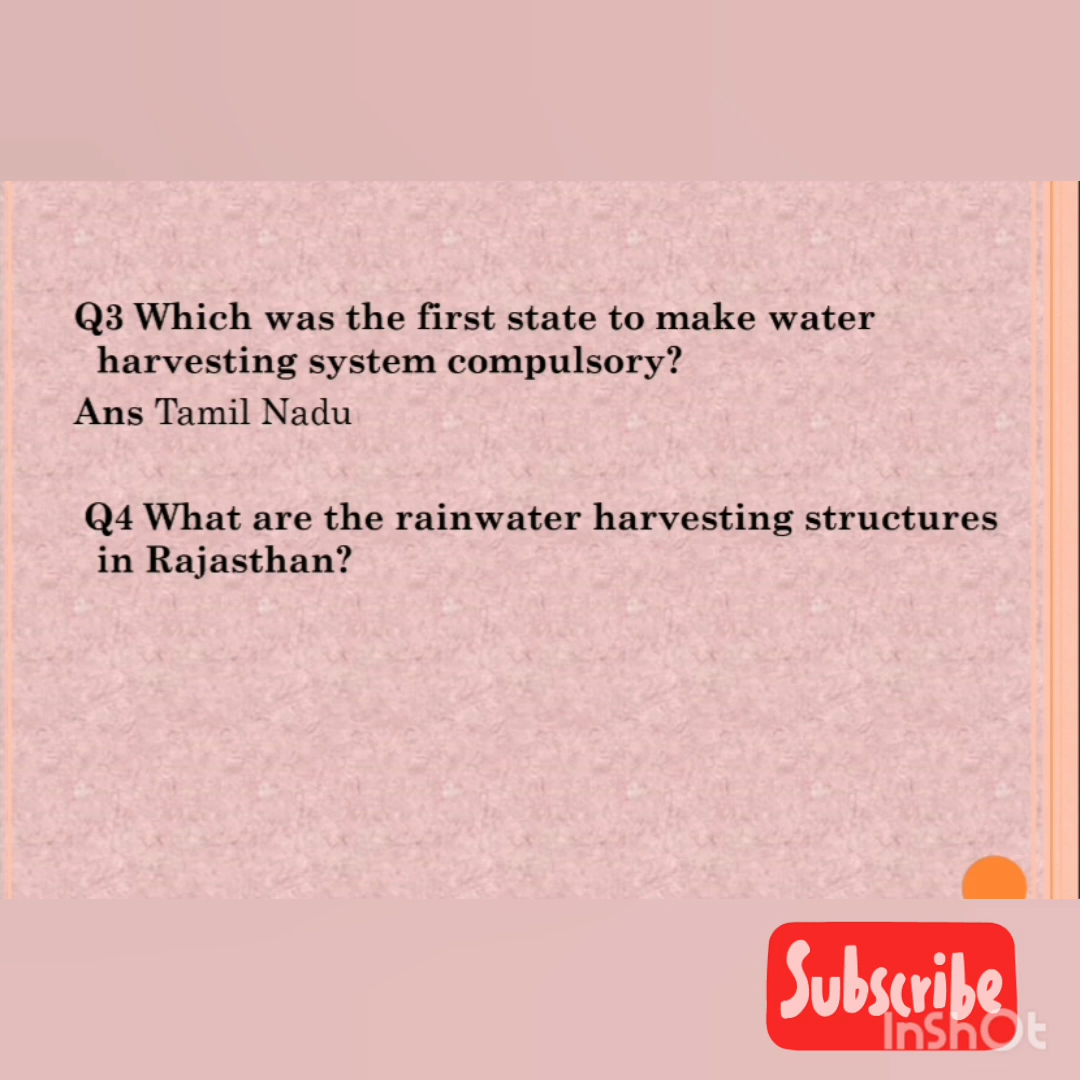 Q3 Which was the first state to make water
harvesting system compulsory?
Ans Tamil Nadu
Q4 What are the rainwater harvesting structures
in Rajasthan?
Subscribe
InShOt